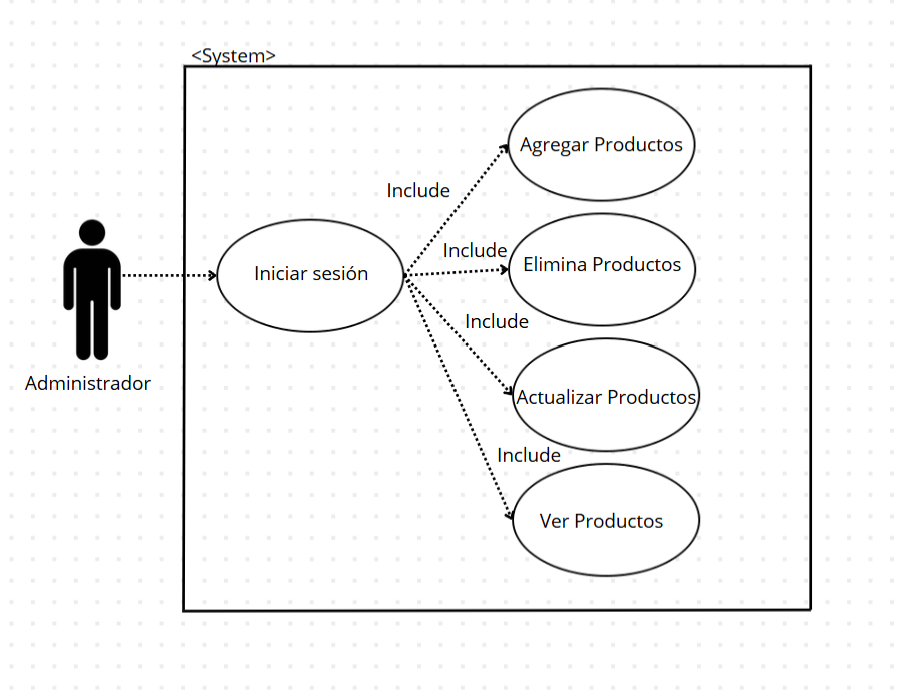 <System>
Agregar Productos
Include
Include
Elimina Productos
Iniciar sesión
Include
Administrador
Actualizar Productos
Include
Ver Productos